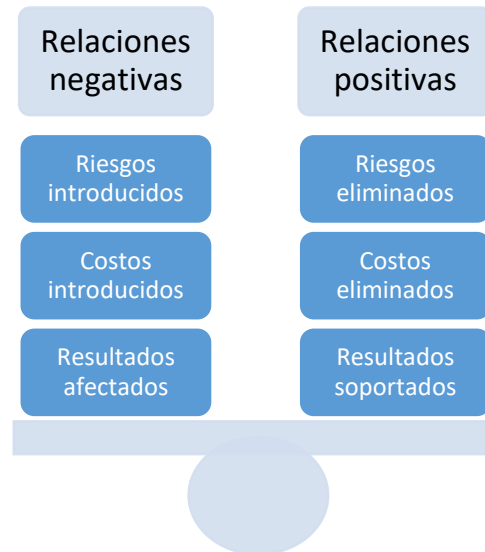 Relaciones
negativas
Riesgos
introducidos
Costos
introducidos
Resultados
afectados
Relaciones
positivas
Riesgos
eliminados
Costos
eliminados
Resultados
soportados